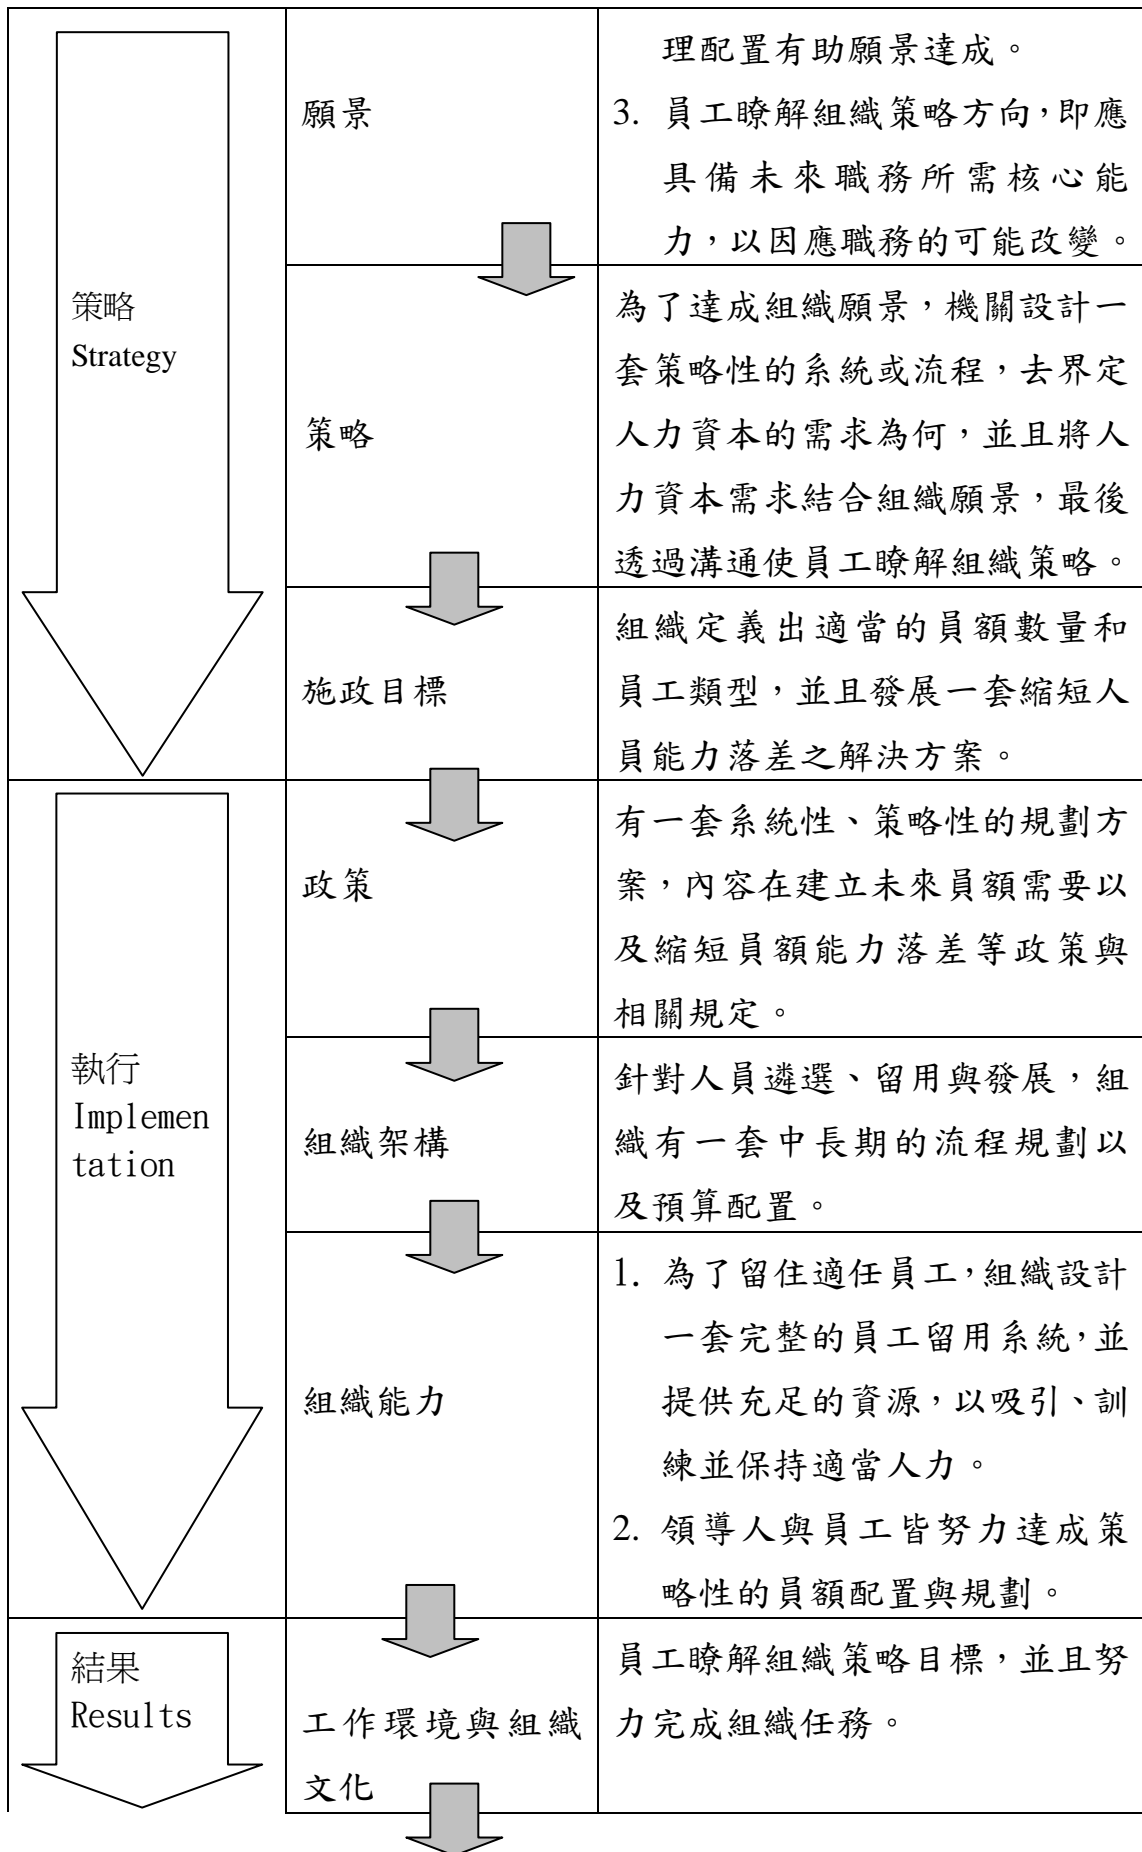 策略
Strategy
願景
理配置有助願景達成。
3. 員工瞭解組織策略方向,即應
具備未來職務所需核心能
力,以因應職務的可能改變。
策略
為了達成組織願景,機關設計一
套策略性的系統或流程,去界定
人力資本的需求為何,並且將人
力資本需求結合組織願景,最後
透過溝通使員工瞭解組織策略。
施政目標
組織定義出適當的員額數量和
員工類型,並且發展一套縮短人
員能力落差之解決方案。
執行
Implemen
tation
政策
有一套系統性、策略性的規劃方
案,內容在建立未來員額需要以
及縮短員額能力落差等政策與
相關規定。
組織架構
針對人員遴選、留用與發展,組
織有一套中長期的流程規劃以
及預算配置。
組織能力
1. 為了留住適任員工,組織設計
一套完整的員工留用系統,並
提供充足的資源,以吸引、訓
練並保持適當人力。
2. 領導人與員工皆努力達成策
略性的員額配置與規劃。
結果
Results
工作環境與組織
文化
員工瞭解組織策略目標,並且努
力完成組織任務。